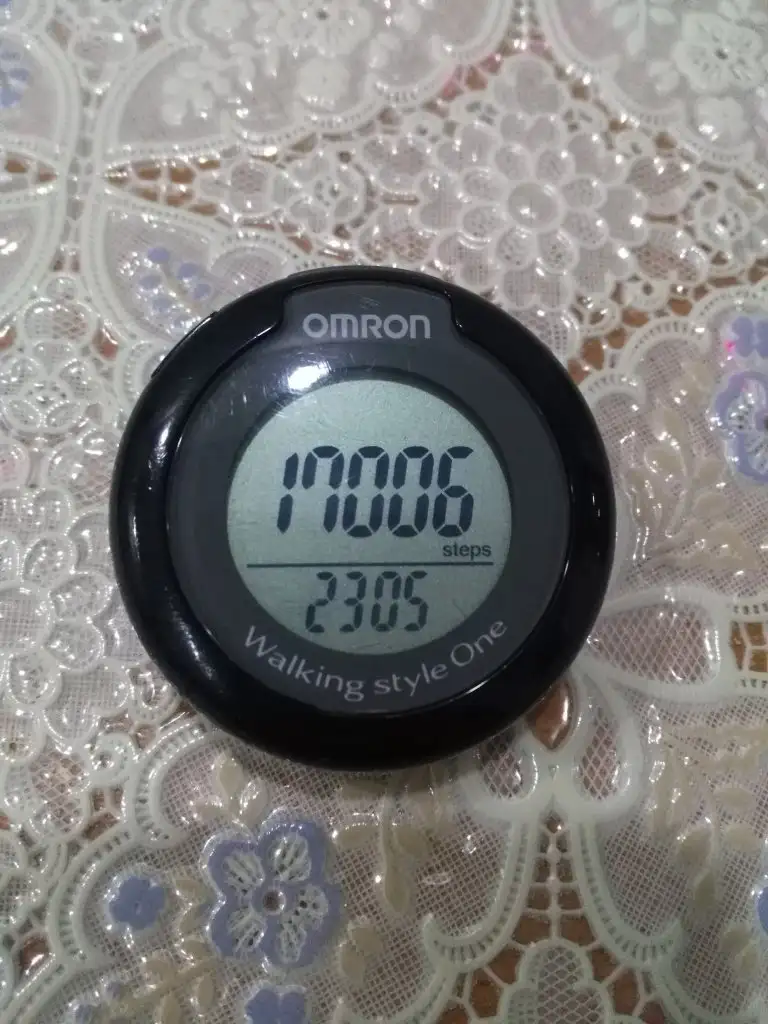 OMRON
17006
steps
2305
Walking style One